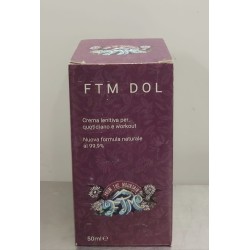 FTM DOL
Crema lenitiva per
quotidiano e workout
Nuova formula naturale
al 99,9%
50ml e